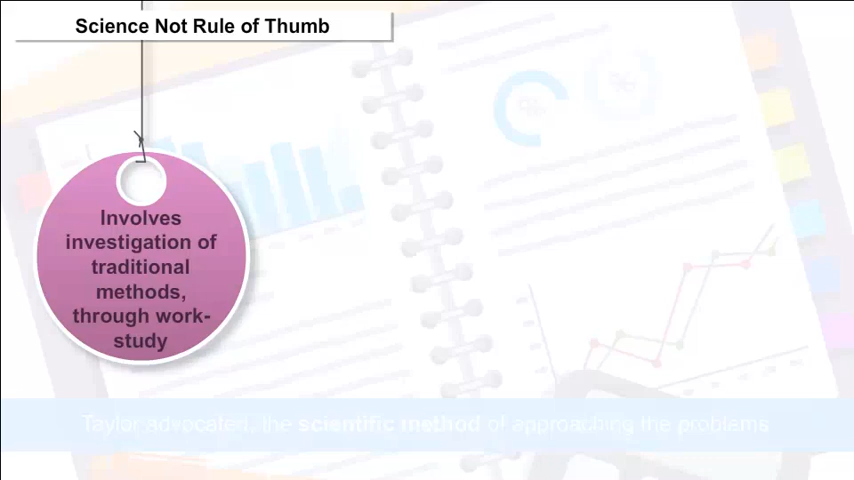 Science Not Rule of Thumb
Involves
investigation of
traditional
methods,
through work-
study
Taylor advocated, the scientific method of approaching the problems